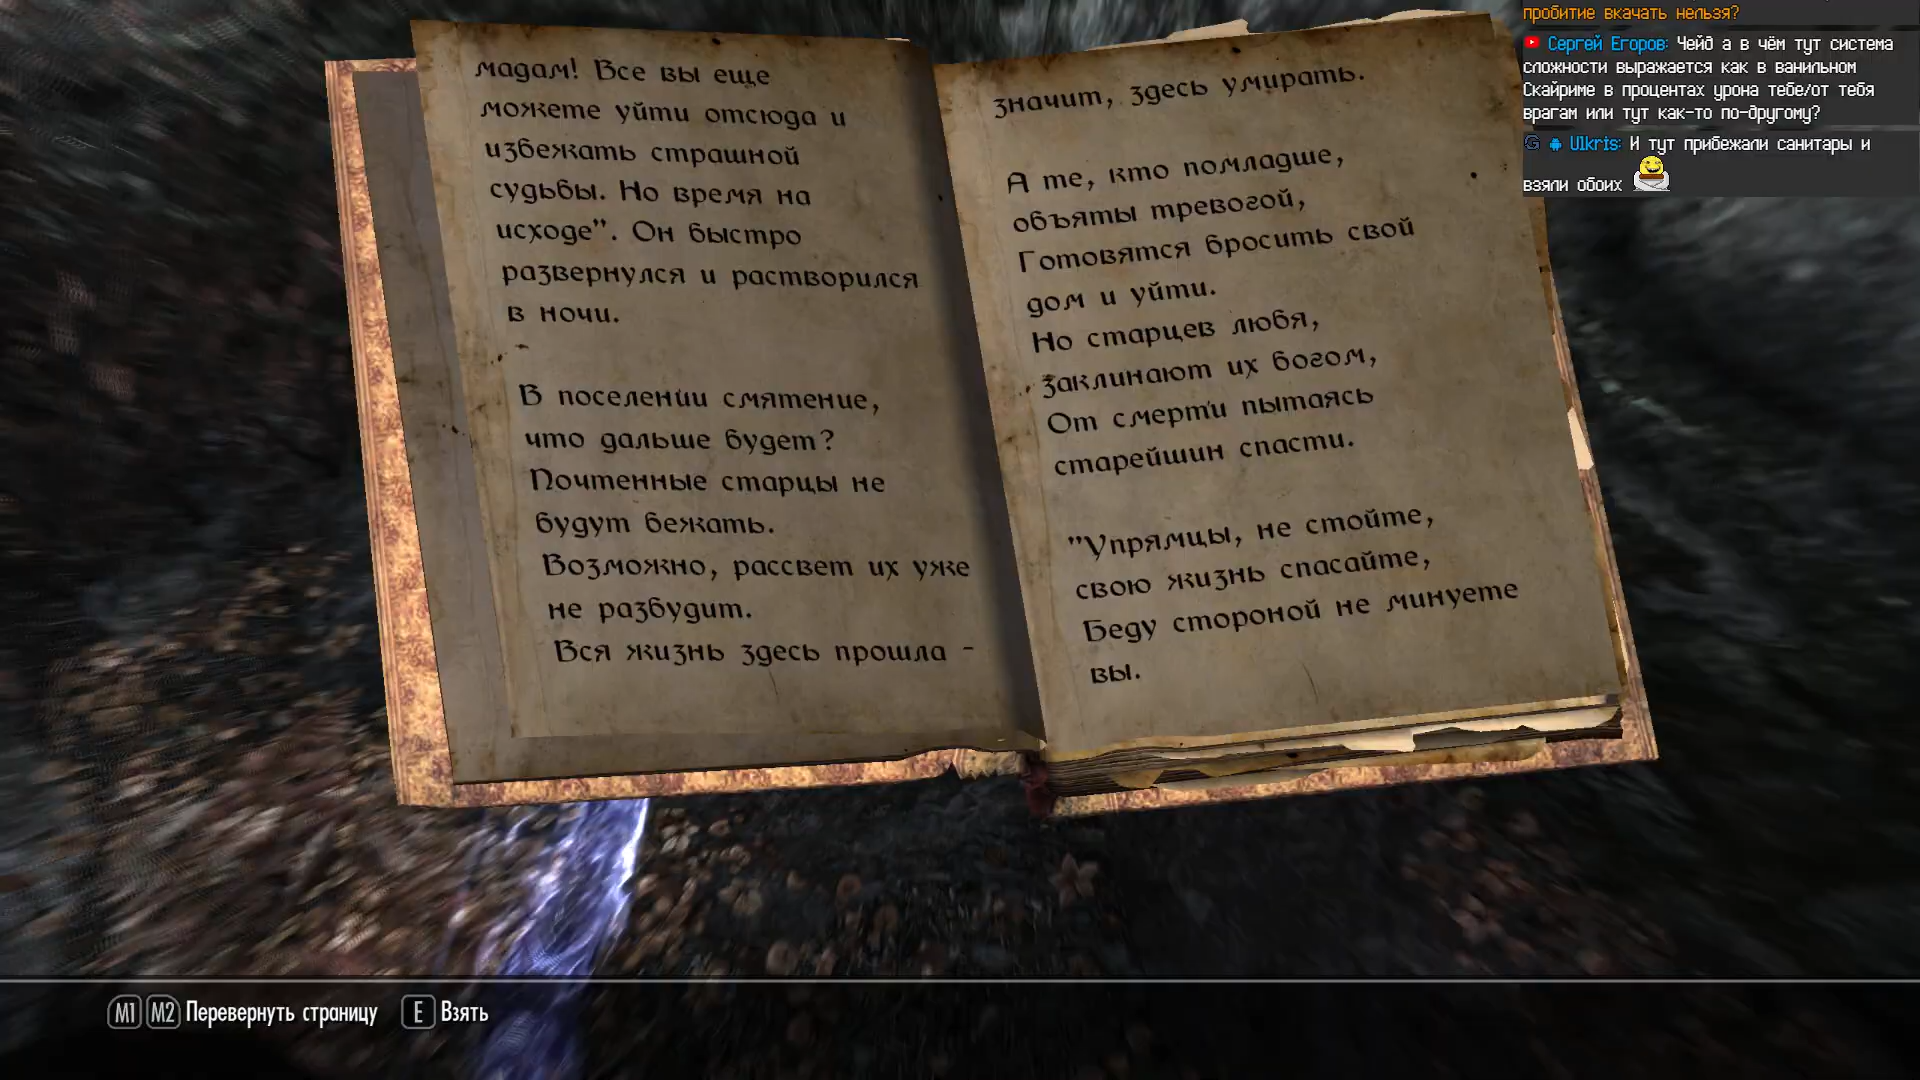 мадам! Все вы еще
можете уйти отсюда и
избежать страшной
судьбы. Но время на
исходе". Он быстро
развернулся и растворился
в ночи.
В поселении смятение,
что дальше будет?
Почтенные старцы не
будут бежать.
Возможно, рассвет их уже
не разбудит.
Вся жизнь здесь прошла -
значит, здесь умирать.
А те, кто помладше,
объяты тревогой,
Готовятся бросить свой
дом и уйти.
Но старцев любя,
заклинают их богом,
От смерти пытаясь
старейшин спасти.
"Упрямцы, не стойте,
свою жизнь спасайте,
Беду стороной не минуете
вы.
пробитие вкачать нельзя?
Сергей Егоров: Чейд а в чём тут система
сложности выражается как в ванильном
Скайриме в процентах урона тебе/от тебя
врагам или тут как-то по-другому?
Ulkris: И тут прибежали санитары и
взяли обоих
M1 M2 Перевернуть страницу E Взять